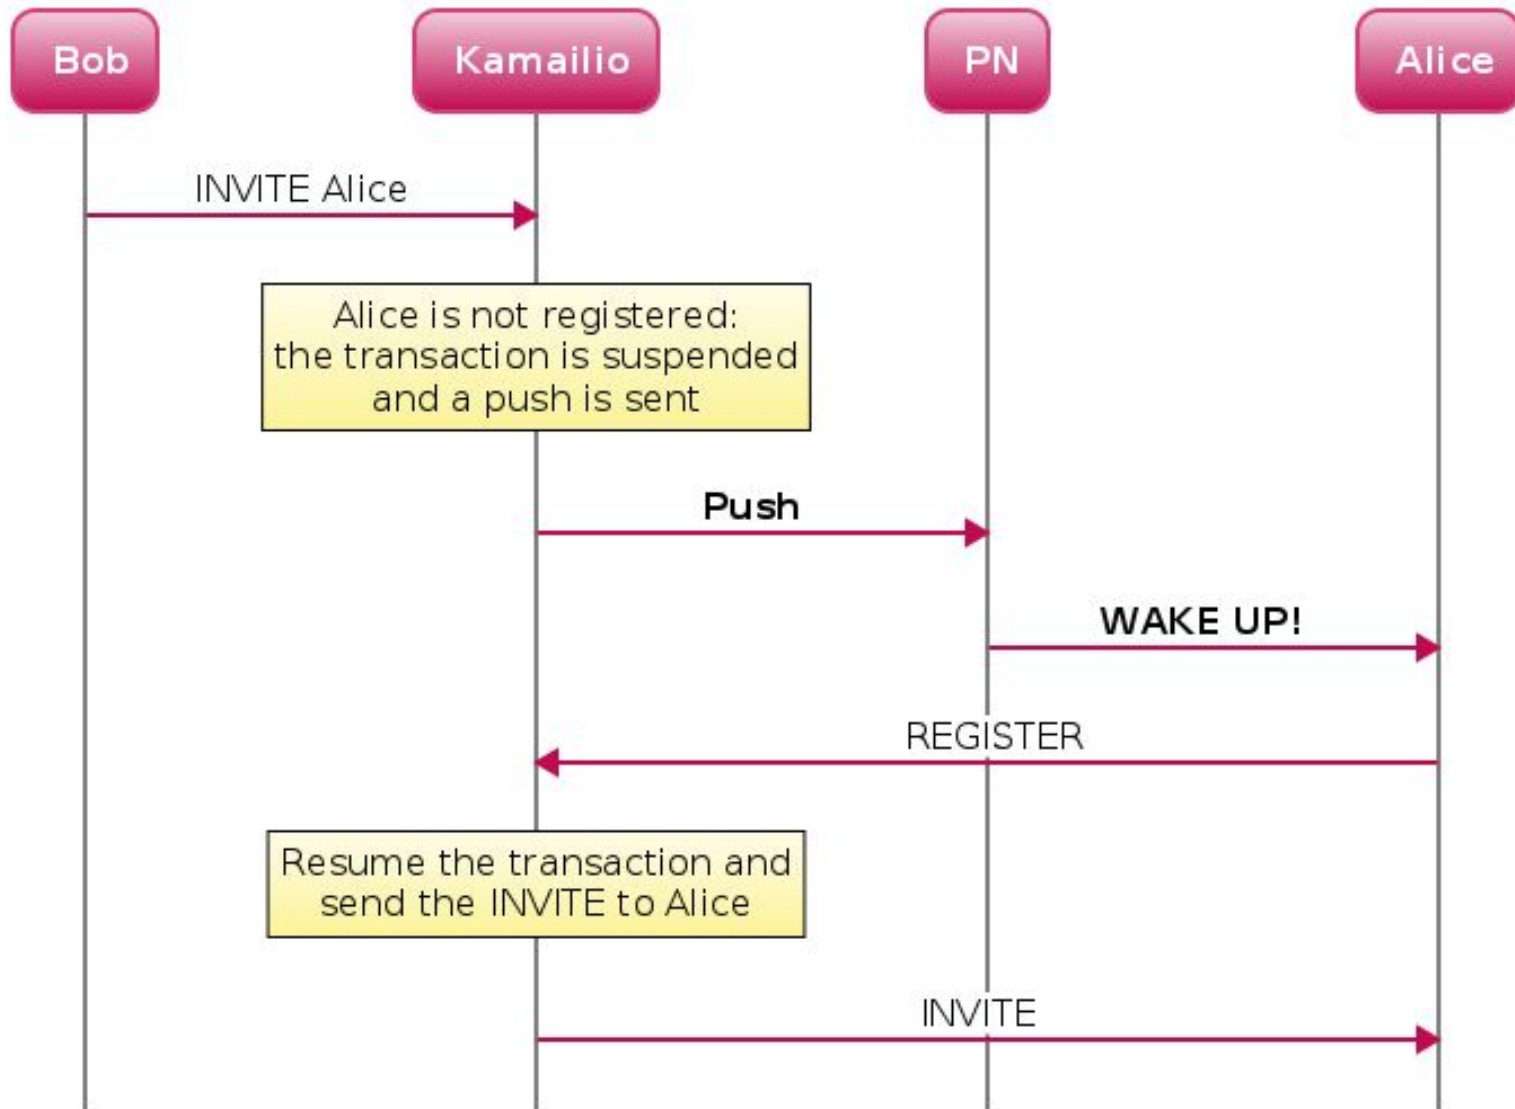 Bob
Kamailio
PN
Alice
INVITE Alice
Alice is not registered:
the transaction is suspended
and a push is sent
Push
WAKE UP!
REGISTER
Resume the transaction and
send the INVITE to Alice
INVITE